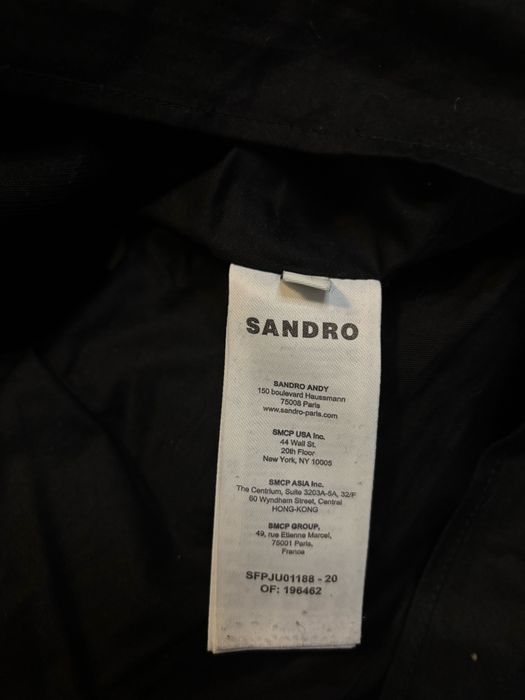 SANDRO
SANDRO ANDY
150 boulevard Haussmann
75008 Paris
www.sandro-paris.com
SMCP USA Inc.
44 Wall St.
20th Floor
New York, NY 10005
SMCP ASIA Inc.
The Centrium, Suite 3203A-5A, 32/F
60 Wyndham Street, Central
HONG-KONG
SMCP GROUP,
49, rue Etienne Marcel,
75001 Paris,
France
SFPJU01188 - 20
OF: 196462